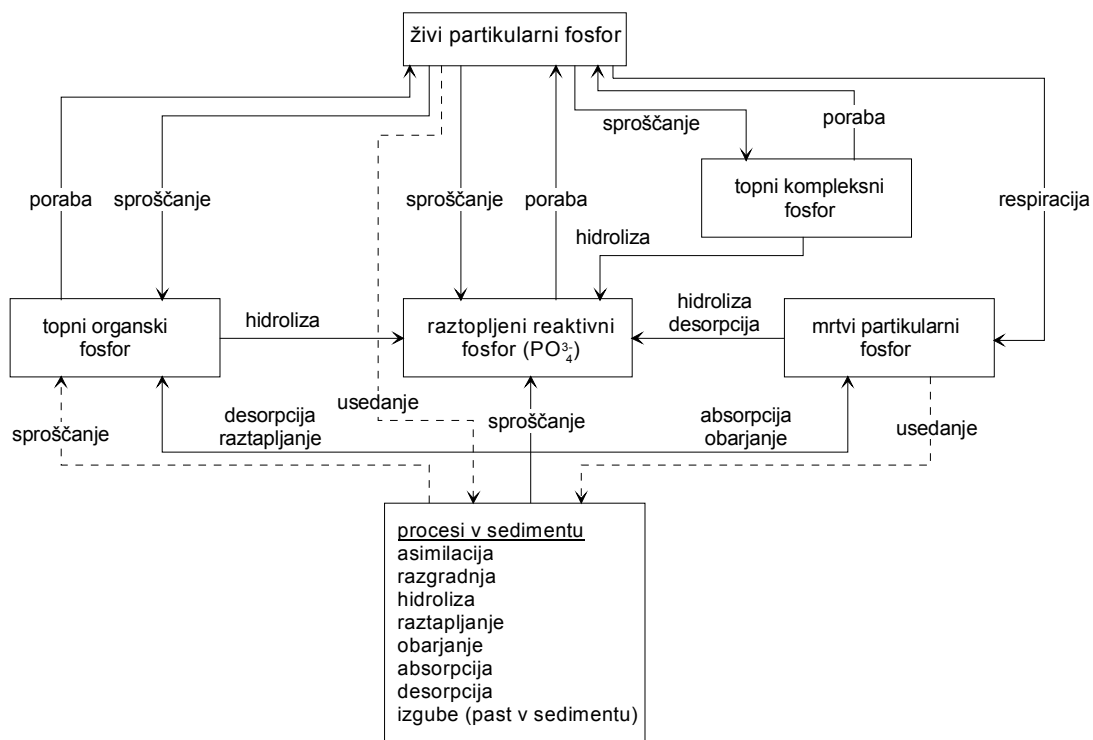 živi partikularni fosfor
sproščanje
poraba
topni kompleksni
fosfor
poraba
sproščanje
sproščanje
poraba
respiracija
hidroliza
topni organski
fosfor
hidroliza
raztopljeni reaktivni
fosfor (PO₄³⁻)
hidroliza
desorpcija
mrtvi partikularni
fosfor
sproščanje
desorpcija
raztapljanje
usedanje
sproščanje
absorpcija
obarjanje
usedanje
procesi v sedimentu
asimilacija
razgradnja
hidroliza
raztapljanje
obarjanje
absorpcija
desorpcija
izgube (past v sedimentu)